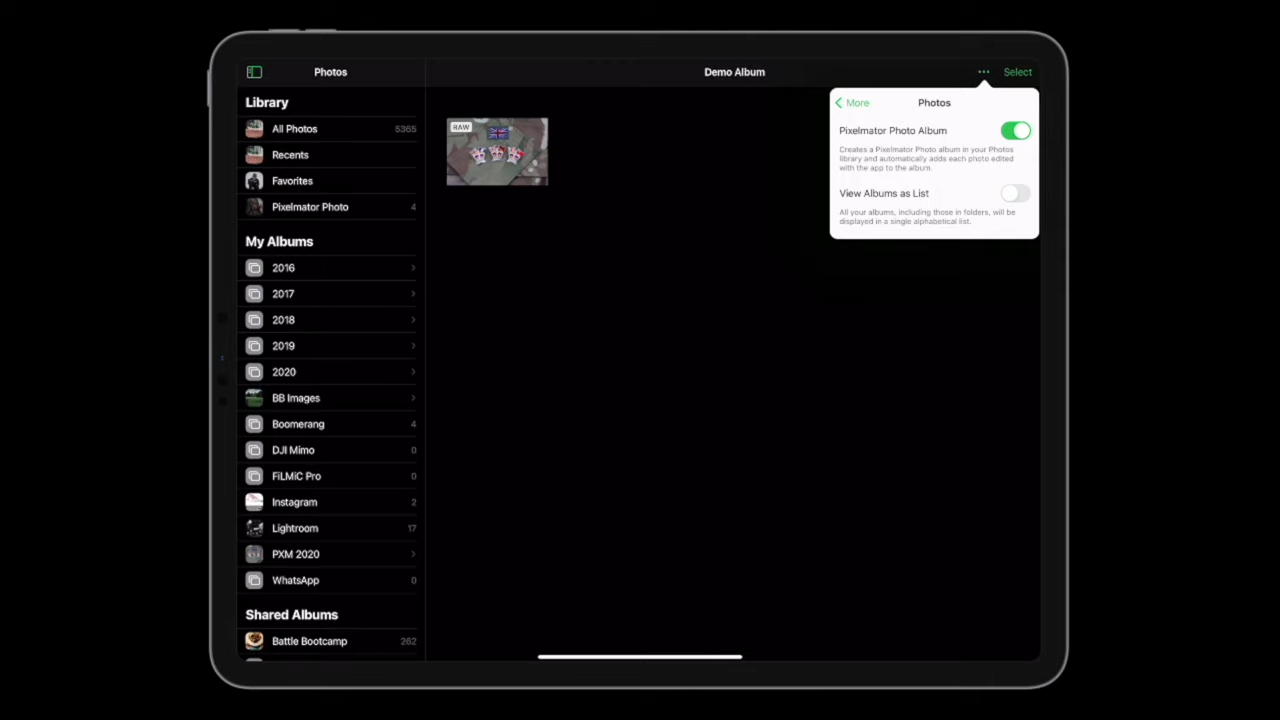 Photos
Demo Album
Select
Library
All Photos 5365
Recents
Favorites
Pixelmator Photo 4
My Albums
2016
2017
2018
2019
2020
BB Images
Boomerang 4
DJI Mimo 0
FiLMiC Pro 0
Instagram 2
Lightroom 17
PXM 2020
WhatsApp 0
Shared Albums
Battle Bootcamp 262
RAW
More
Photos
Pixelmator Photo Album
Creates a Pixelmator Photo album in your Photos
library and automatically adds each photo edited
with the app to the album.
View Albums as List
All your albums, including those in folders, will be
displayed in a single alphabetical list.